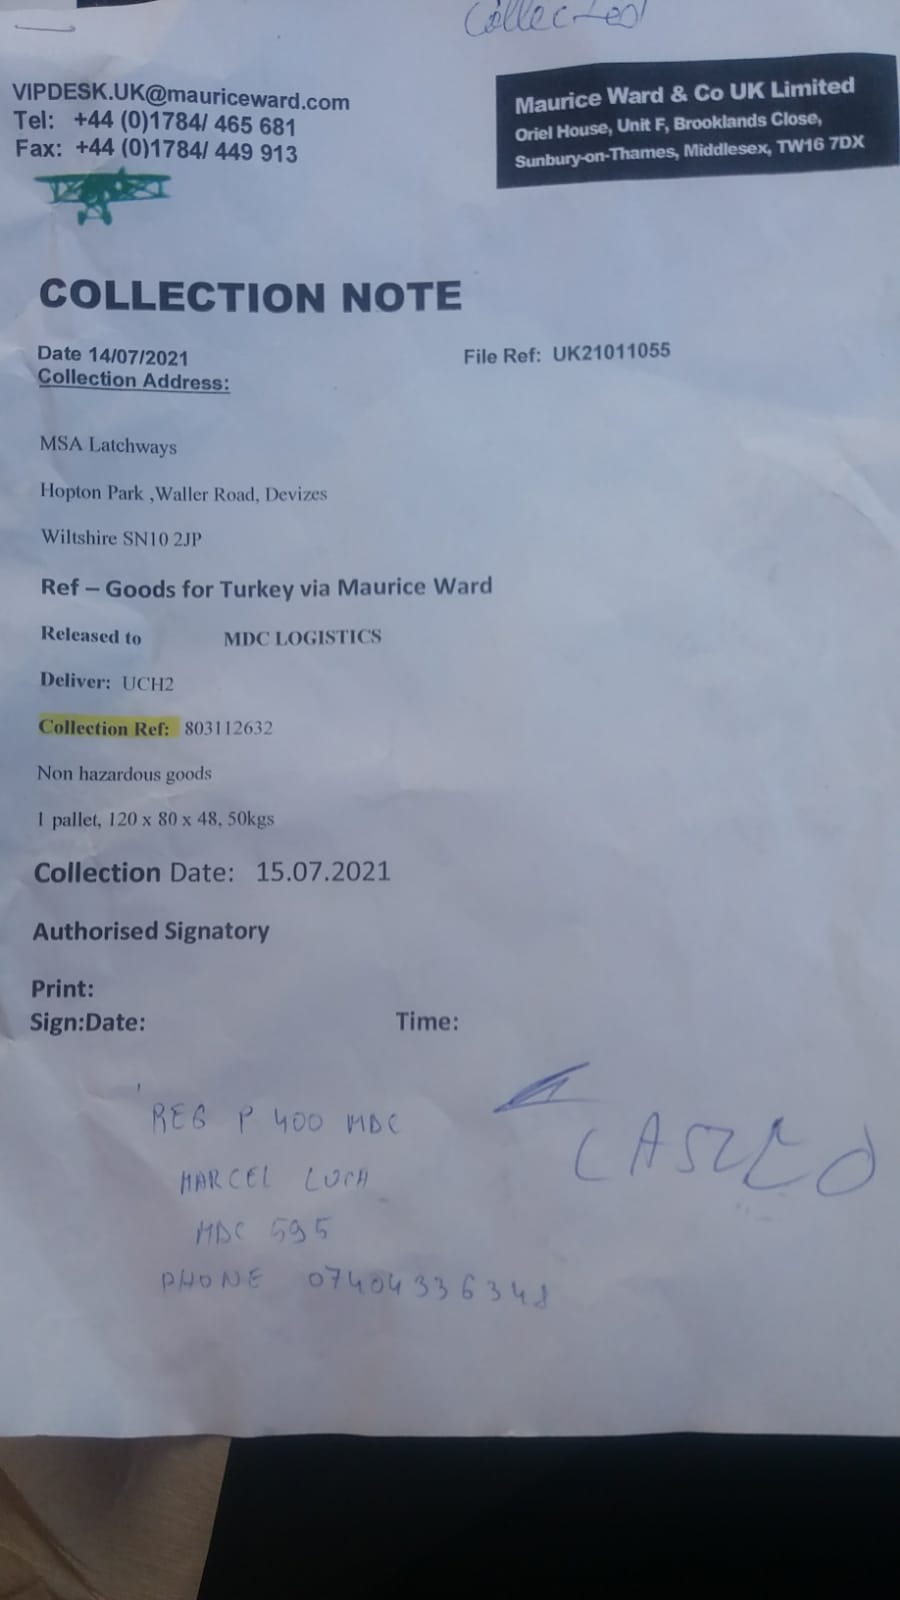 Collected
VIPDESK.UK@mauriceward.com
Tel: +44 (0)1784/ 465 681
Fax: +44 (0)1784/ 449 913
Maurice Ward & Co UK Limited
Oriel House, Unit F, Brooklands Close,
Sunbury-on-Thames, Middlesex, TW16 7DX
COLLECTION NOTE
Date 14/07/2021
File Ref: UK21011055
Collection Address:
MSA Latchways
Hopton Park ,Waller Road, Devizes
Wiltshire SN10 2JP
Ref – Goods for Turkey via Maurice Ward
Released to MDC LOGISTICS
Deliver: UCH2
Collection Ref: 803112632
Non hazardous goods
1 pallet, 120 x 80 x 48, 50kgs
Collection Date: 15.07.2021
Authorised Signatory
Print:
Sign:Date: Time:
REG P 400 MDC
MARCEL LUCA
MDC 595
PHONE 07404336348